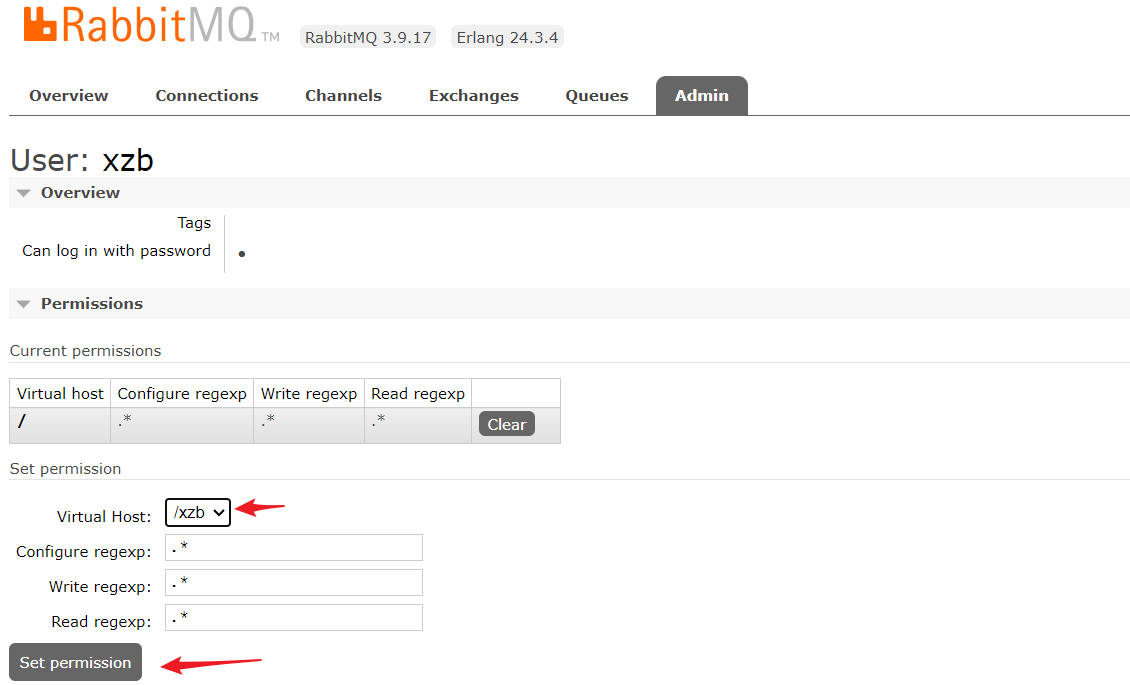 RabbitMQ TM RabbitMQ 3.9.17 Erlang 24.3.4
Overview Connections Channels Exchanges Queues Admin
User: xzb
Overview
Tags
Can log in with password •
Permissions
Current permissions
Virtual host Configure regexp Write regexp Read regexp
/ .* .* .* Clear
Set permission
Virtual Host: /xzb
Configure regexp: .*
Write regexp: .*
Read regexp: .*
Set permission